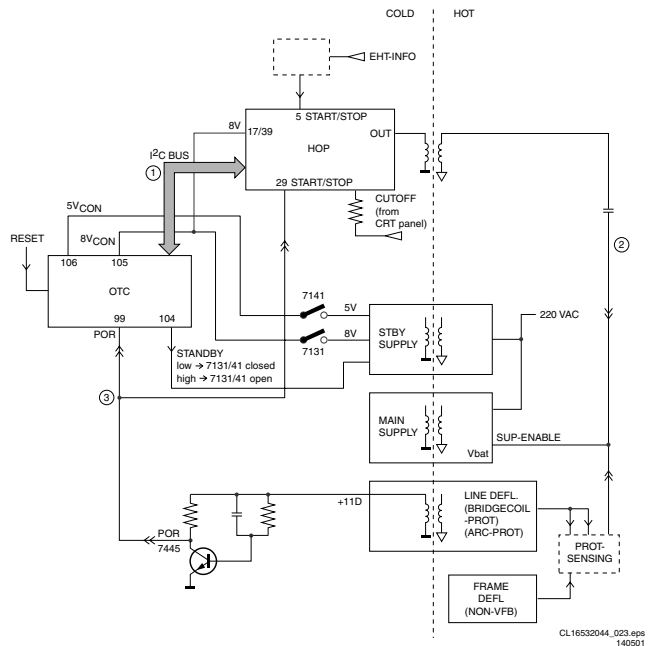 COLD
HOT
EHT-INFO
5 START/STOP
8V
17/39
OUT
HOP
I²C BUS
1
29 START/STOP
CUTOFF
(from
CRT panel)
5VCON
8VCON
RESET
106
105
2
OTC
7141
5V
220 VAC
99
104
8V
STBY
SUPPLY
POR
7131
STANDBY
low → 7131/41 closed
high → 7131/41 open
3
MAIN
SUPPLY
SUP-ENABLE
Vbat
+11D
LINE DEFL.
(BRIDGECOIL
-PROT)
(ARC-PROT)
POR
7445
PROT-
SENSING
FRAME
DEFL
(NON-VFB)
CL16532044_023.eps
140501